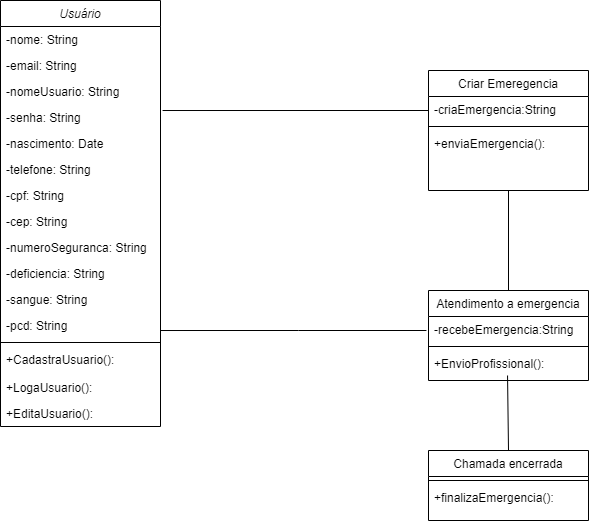 Usuário
-nome: String
-email: String
-nomeUsuario: String
-senha: String
-nascimento: Date
-telefone: String
-cpf: String
-cep: String
-numeroSeguranca: String
-deficiencia: String
-sangue: String
-pcd: String
+CadastraUsuario():
+LogaUsuario():
+EditaUsuario():
Criar Emeregencia
-criaEmergencia:String
+enviaEmergencia():
Atendimento a emergencia
-recebeEmergencia:String
+EnvioProfissional():
Chamada encerrada
+finalizaEmergencia():